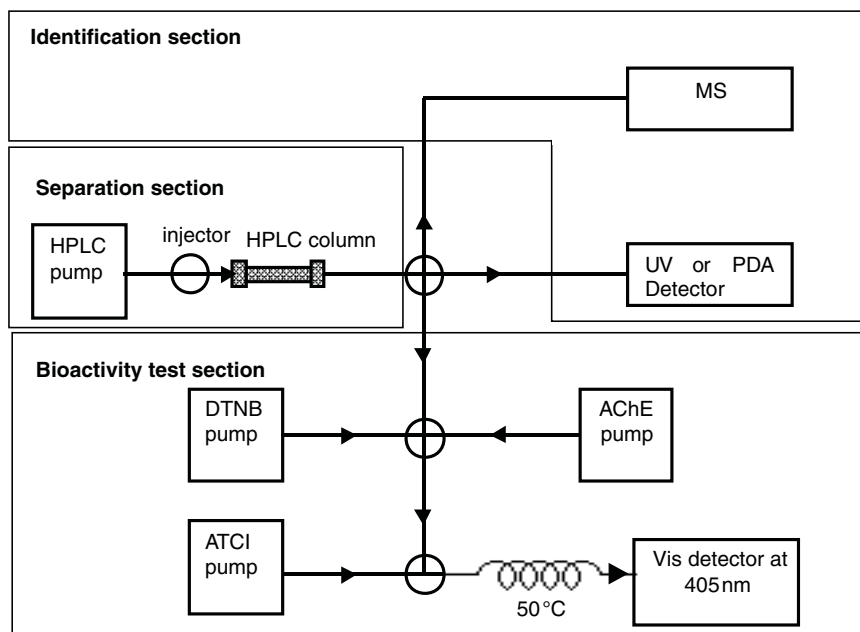 Identification section
MS
Separation section
HPLC
pump
injector
HPLC column
UV or PDA
Detector
Bioactivity test section
DTNB
pump
AChE
pump
ATCI
pump
50°C
Vis detector at
405nm